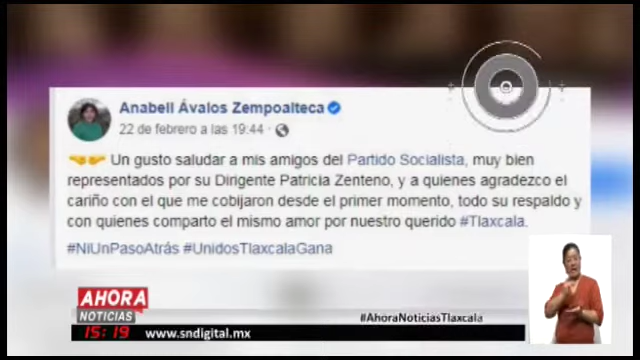 Anabell Ávalos Zempoalteca
22 de febrero a las 19:44 ·
Un gusto saludar a mis amigos del Partido Socialista, muy bien
representados por su Dirigente Patricia Zenteno, y a quienes agradezco el
cariño con el que me cobijaron desde el primer momento, todo su respaldo y
con quienes comparto el mismo amor por nuestro querido #Tlaxcala.
#NiUnPasoAtrás #UnidosTlaxcalaGana
AHORA
NOTICIAS
#AhoraNoticiasTlaxcala
15:19 www.sndigital.mx